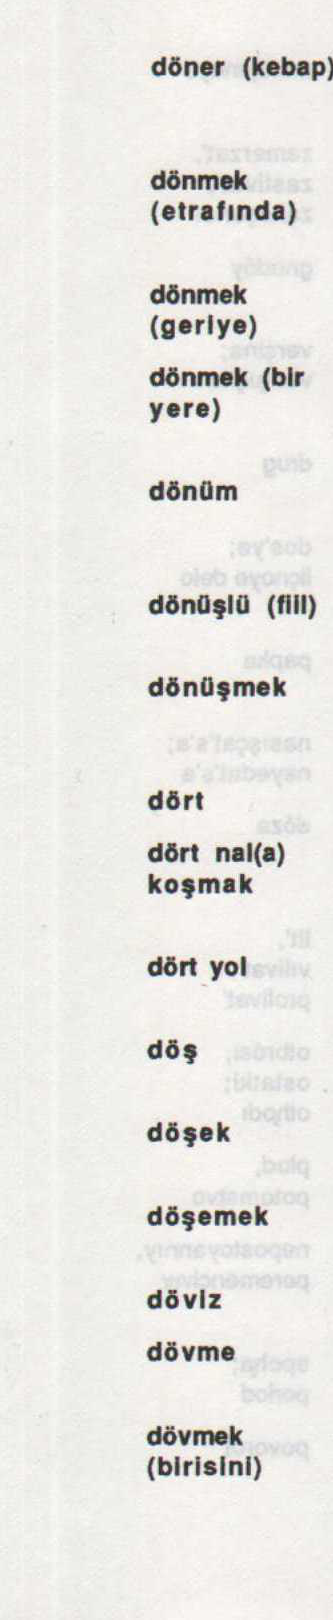 döner (kebap)
dönmek
(etrafında)
dönmek
(geriye)
dönmek (bir
yere)
dönüm
dönüşlü (fiil)
dönüşmek
dört
dört nal(a)
koşmak
dört yol
döş
döşek
döşemek
döviz
dövme
dövmek
(birisini)